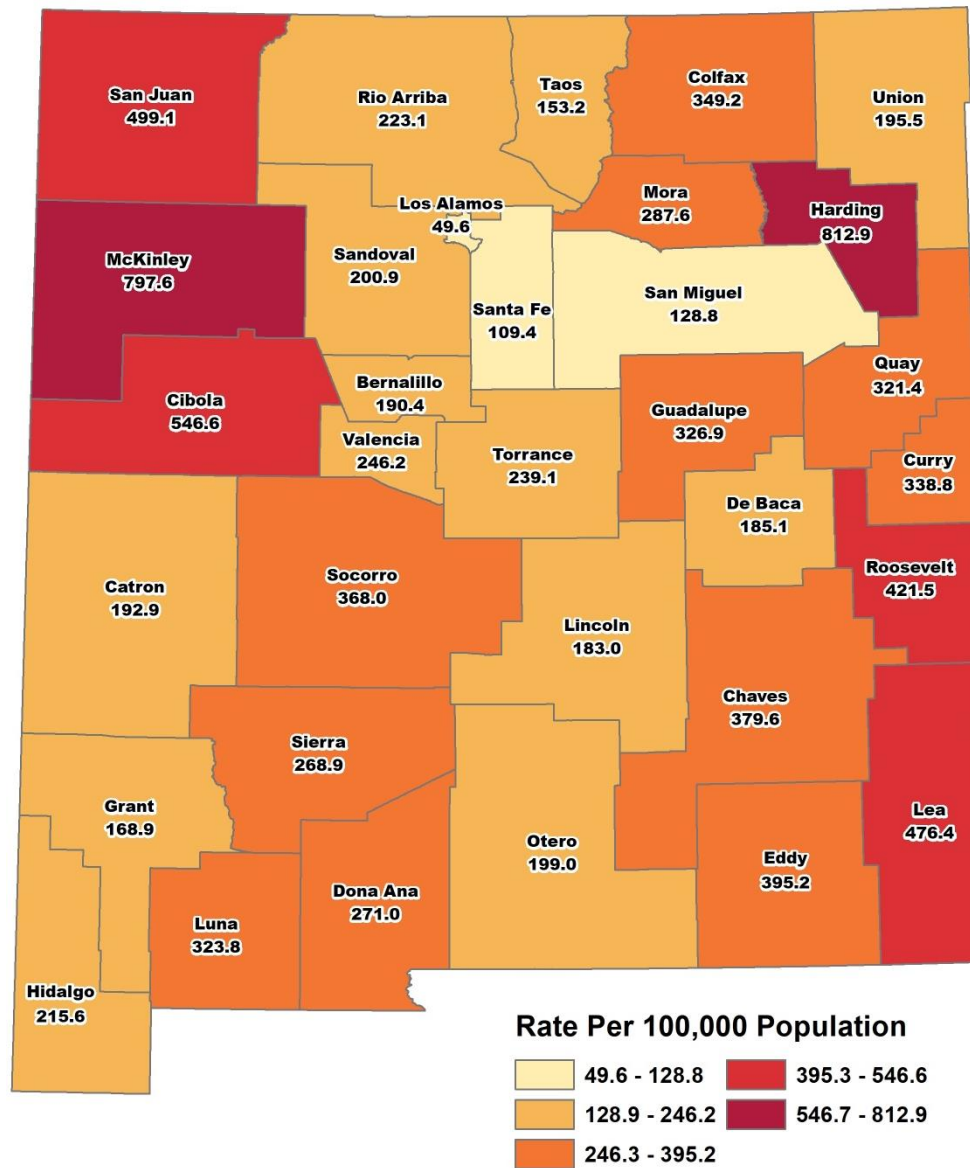 San Juan
499.1
Rio Arriba
223.1
Taos
153.2
Colfax
349.2
Union
195.5
Los Alamos
49.6
Mora
287.6
Harding
812.9
McKinley
797.6
Sandoval
200.9
Santa Fe
109.4
San Miguel
128.8
Quay
321.4
Cibola
546.6
Bernalillo
190.4
Guadalupe
326.9
Valencia
246.2
Torrance
239.1
Curry
338.8
De Baca
185.1
Roosevelt
421.5
Catron
192.9
Socorro
368.0
Lincoln
183.0
Chaves
379.6
Sierra
268.9
Grant
168.9
Otero
199.0
Lea
476.4
Eddy
395.2
Dona Ana
271.0
Luna
323.8
Hidalgo
215.6
Rate Per 100,000 Population
49.6 - 128.8
395.3 - 546.6
128.9 - 246.2
546.7 - 812.9
246.3 - 395.2